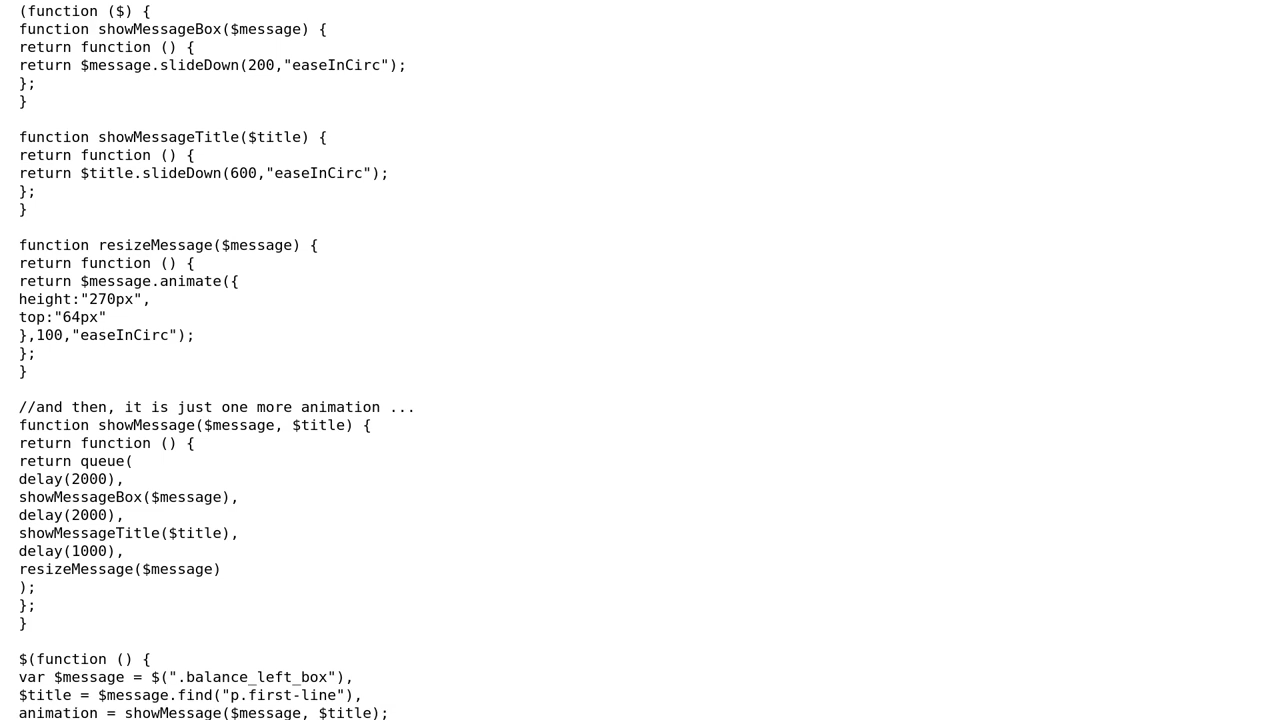 (function ($) {
function showMessageBox($message) {
return function () {
return $message.slideDown(200,"easeInCirc");
};
}

function showMessageTitle($title) {
return function () {
return $title.slideDown(600,"easeInCirc");
};
}

function resizeMessage($message) {
return function () {
return $message.animate({
height:"270px",
top:"64px"
},100,"easeInCirc");
};
}

//and then, it is just one more animation ...
function showMessage($message, $title) {
return function () {
return queue(
delay(2000),
showMessageBox($message),
delay(2000),
showMessageTitle($title),
delay(1000),
resizeMessage($message)
);
};
}

$(function () {
var $message = $(".balance_left_box"),
$title = $message.find("p.first-line"),
animation = showMessage($message, $title);